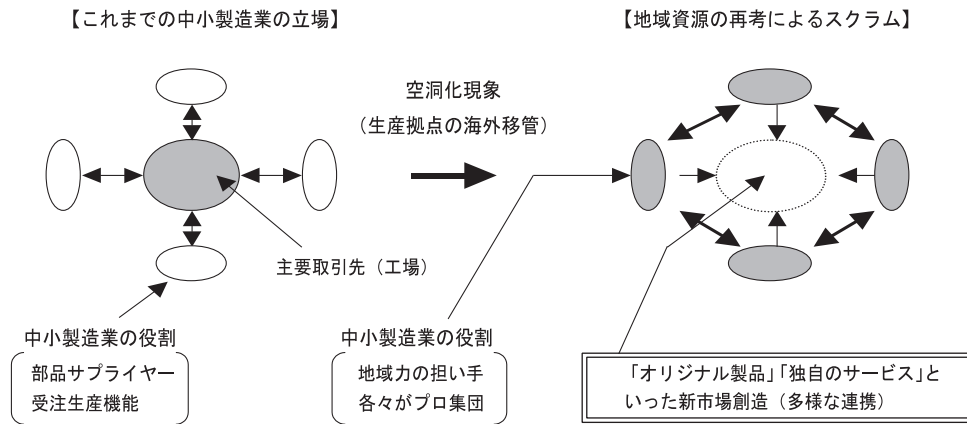 【これまでの中小製造業の立場】
【地域資源の再考によるスクラム】
空洞化現象
（生産拠点の海外移管）
主要取引先（工場）
中小製造業の役割
部品サプライヤー
受注生産機能
中小製造業の役割
地域力の担い手
各々がプロ集団
「オリジナル製品」「独自のサービス」と
いった新市場創造（多様な連携）